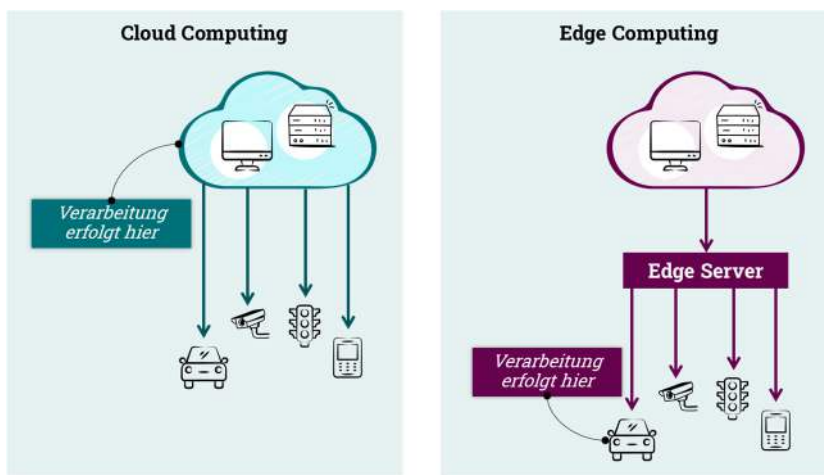 Cloud Computing
Verarbeitung
erfolgt hier
Edge Computing
Edge Server
Verarbeitung
erfolgt hier